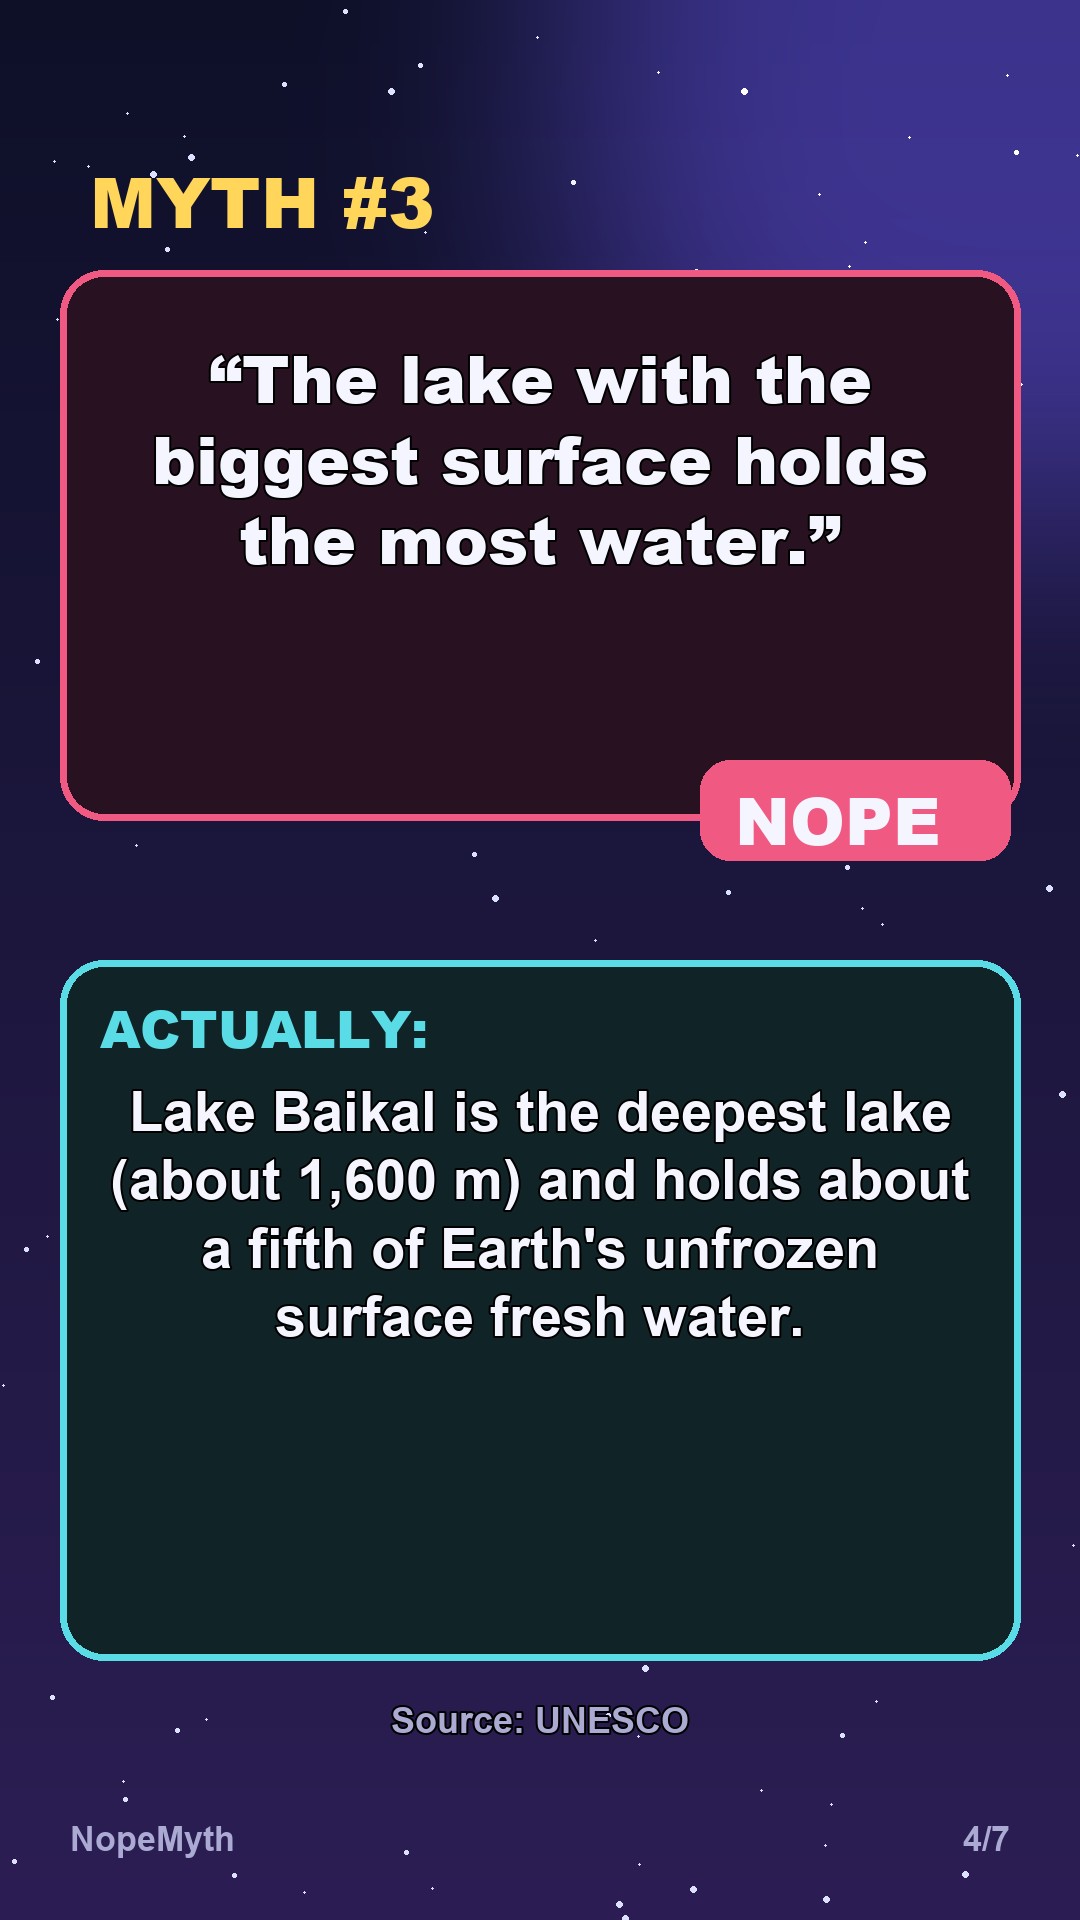 MYTH #3
“The lake with the
biggest surface holds
the most water.”
NOPE
ACTUALLY:
Lake Baikal is the deepest lake
(about 1,600 m) and holds about
a fifth of Earth's unfrozen
surface fresh water.
Source: UNESCO
NopeMyth
4/7